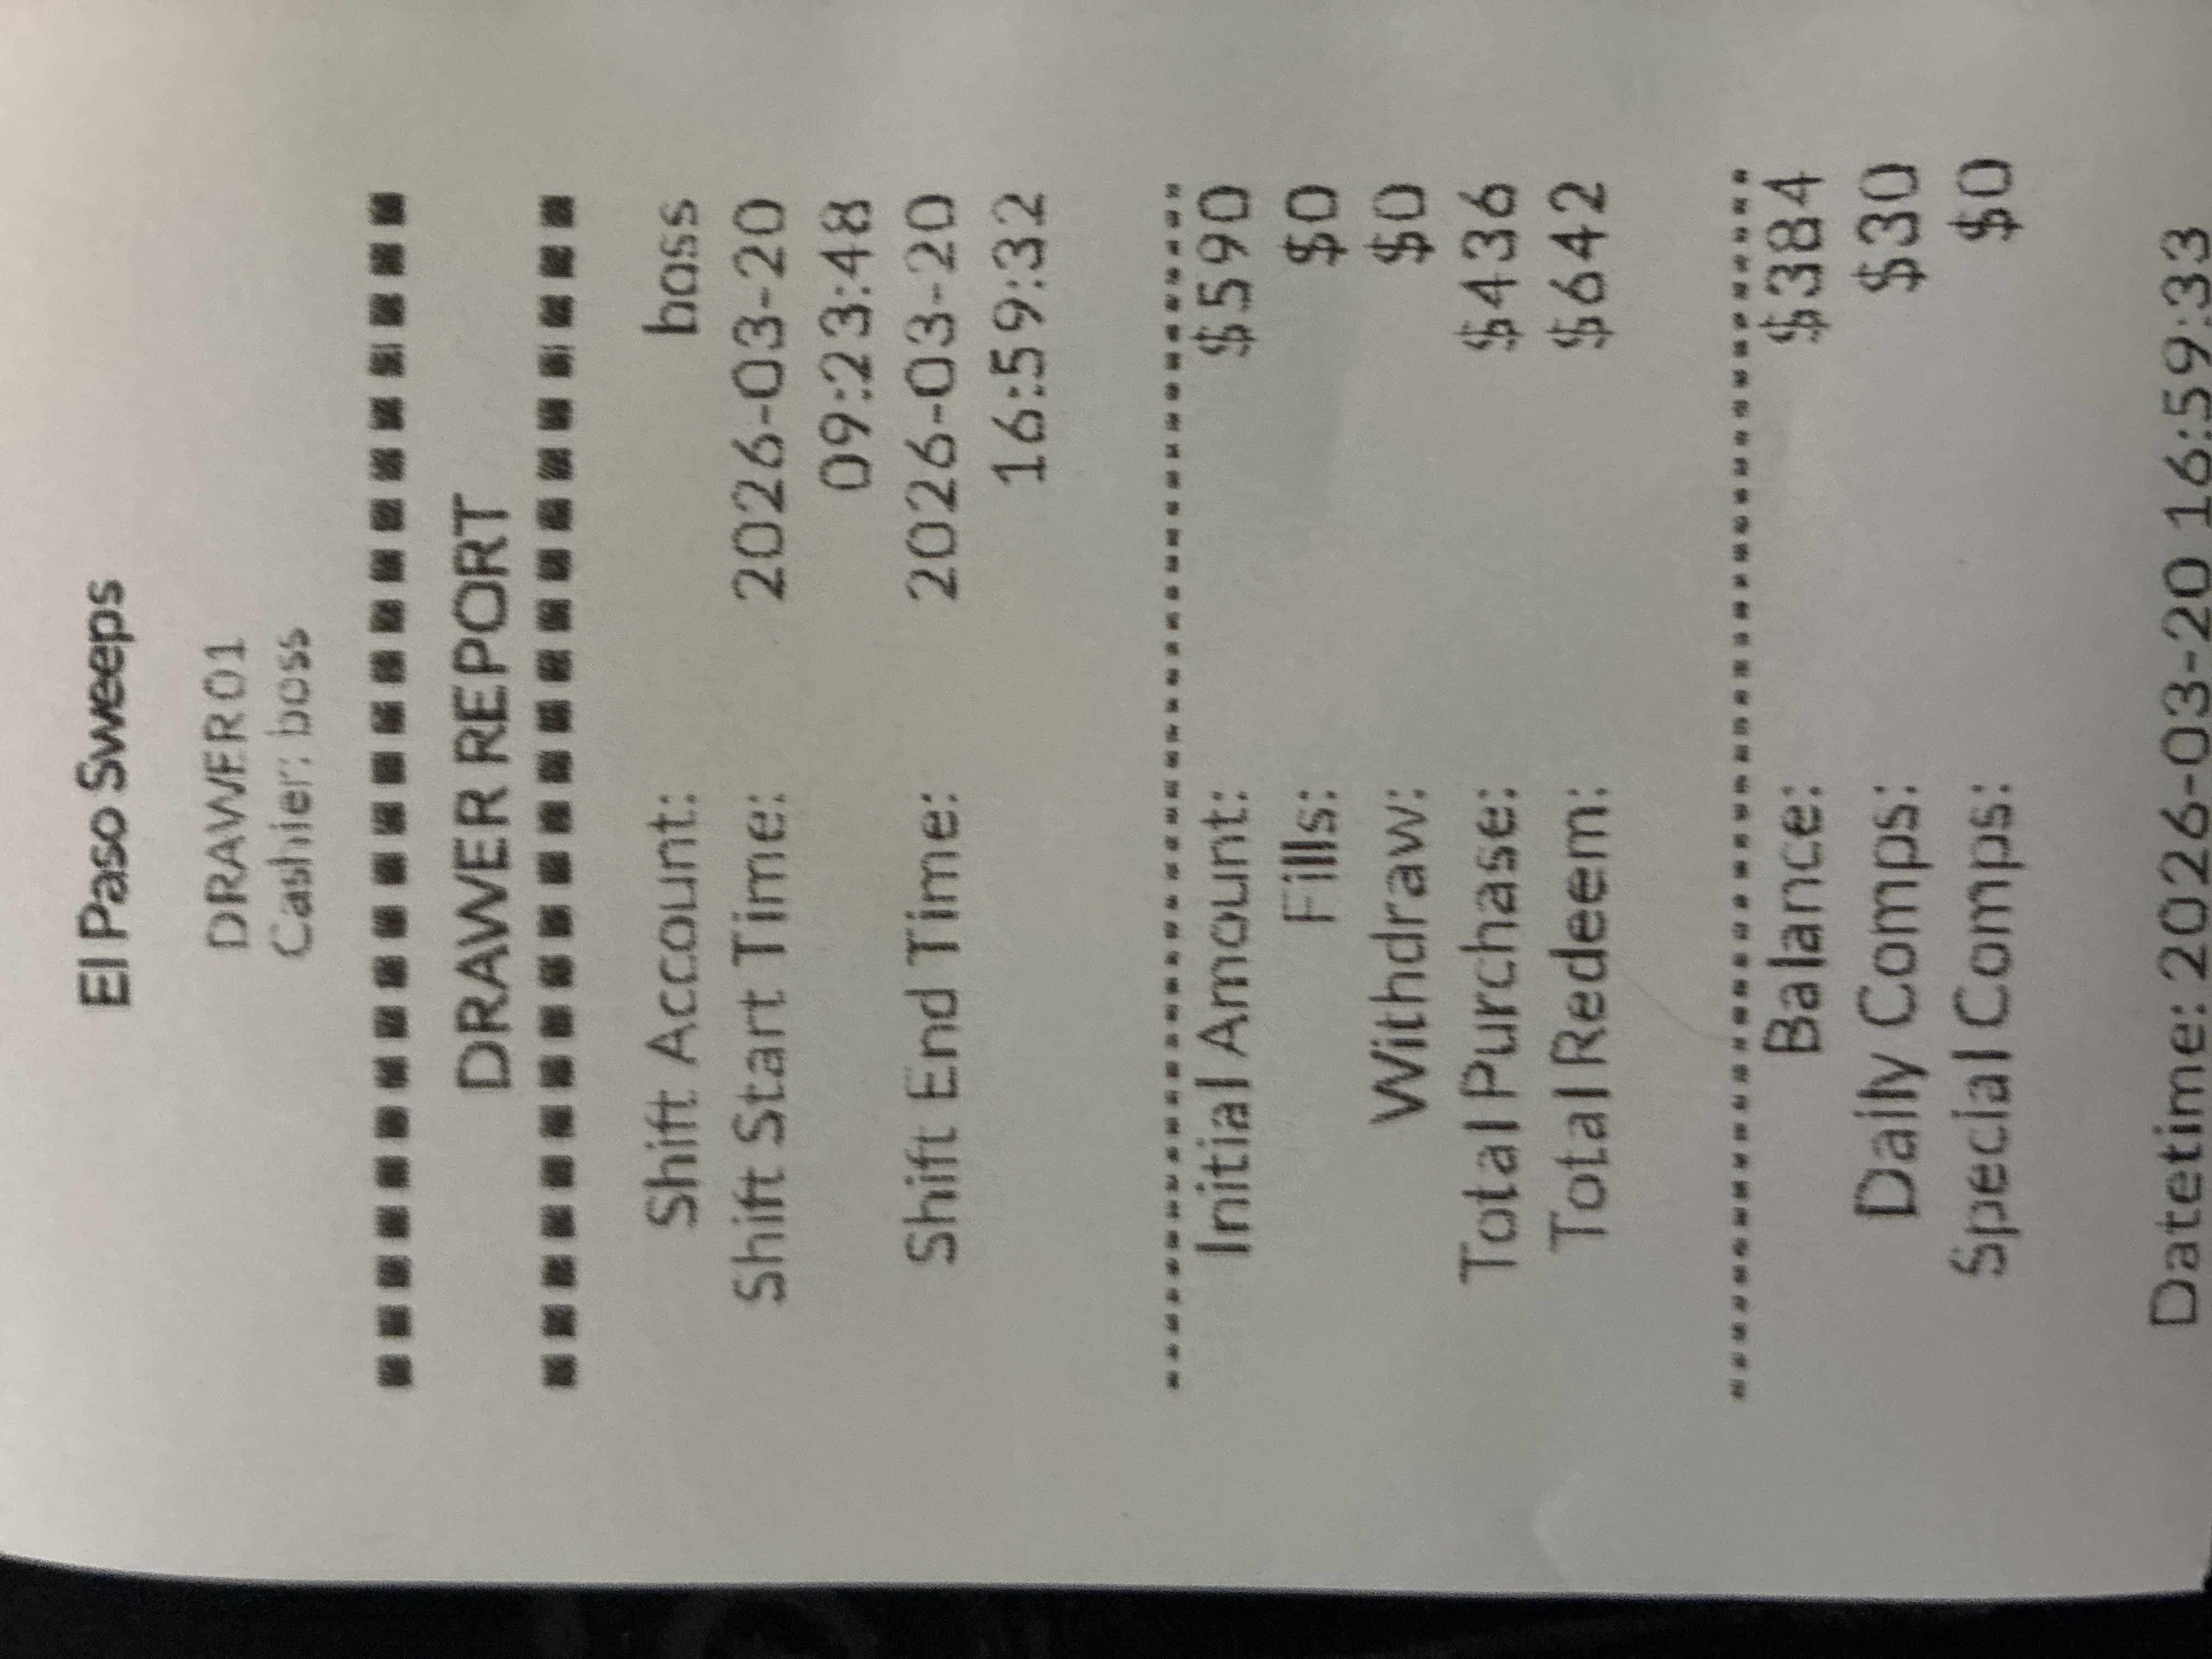 El Paso Sweeps
DRAWER01
Cashier: boss
DRAWER REPORT
Shift Account: boss
Shift Start Time: 2026-03-20
09:23:48
Shift End Time: 2026-03-20
16:59:32
Initial Amount: $590
Fills: $0
Withdraw: $0
Total Purchase: $436
Total Redeem: $642
Balance: $384
Daily Comps: $30
Special Comps: $0
Datetime: 2026-03-20 16:59:33